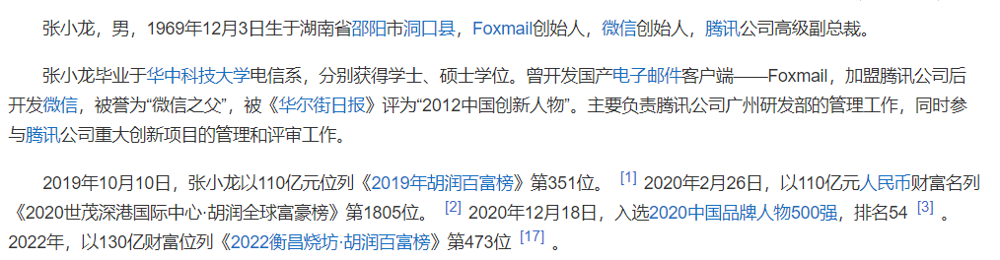 张小龙，男，1969年12月3日生于湖南省邵阳市洞口县，Foxmail创始人，微信创始人，腾讯公司高级副总裁。
张小龙毕业于华中科技大学电信系，分别获得学士、硕士学位。曾开发国产电子邮件客户端——Foxmail，加盟腾讯公司后
开发微信，被誉为“微信之父”，被《华尔街日报》评为“2012中国创新人物”。主要负责腾讯公司广州研发部的管理工作，同时参
与腾讯公司重大创新项目的管理和评审工作。
2019年10月10日，张小龙以110亿元位列《2019年胡润百富榜》第351位。 [1] 2020年2月26日，以110亿元人民币财富名列
《2020世茂深港国际中心·胡润全球富豪榜》第1805位。 [2] 2020年12月18日，入选2020中国品牌人物500强，排名54 [3] 。
2022年，以130亿财富位列《2022衡昌烧坊·胡润百富榜》第473位 [17] 。